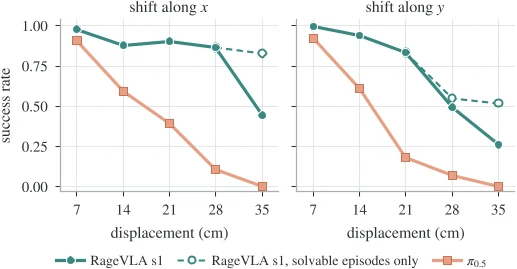 shift along x
shift along y
success rate
1.00
0.75
0.50
0.25
0.00
7 14 21 28 35
7 14 21 28 35
displacement (cm)
displacement (cm)
RageVLA s1
RageVLA s1, solvable episodes only
π0.5